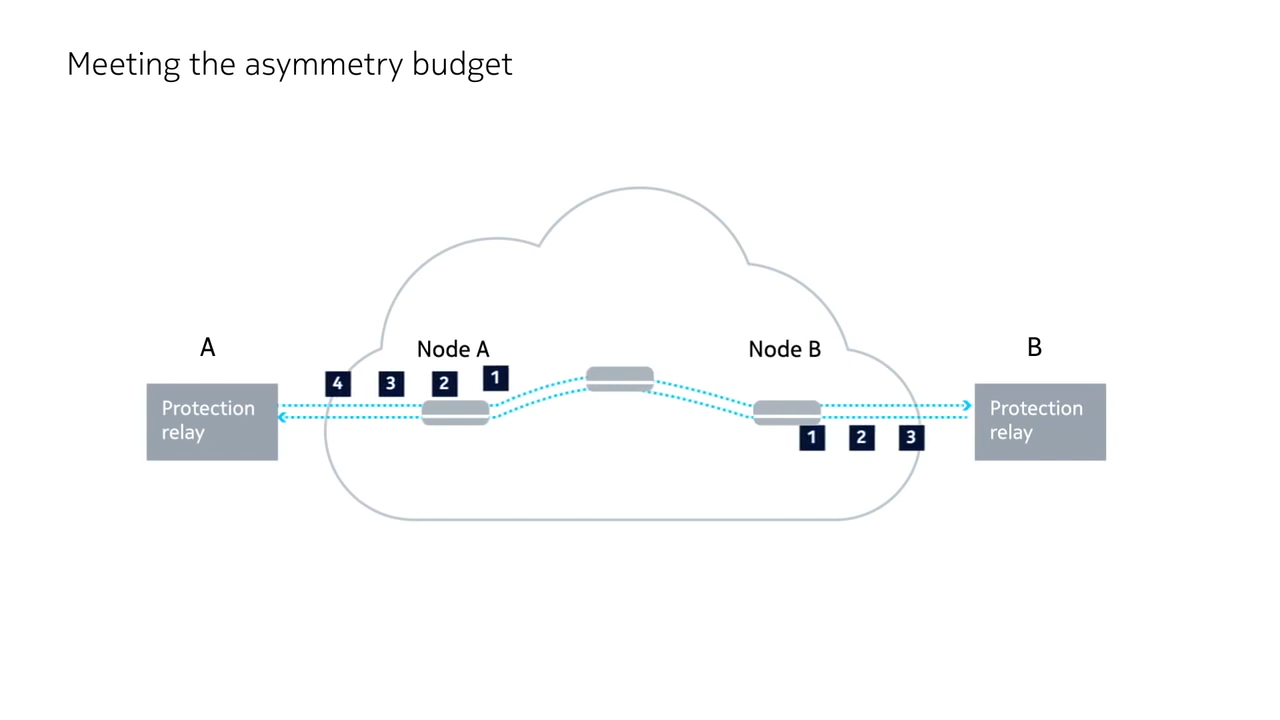 Meeting the asymmetry budget
A
Node A
Node B
B
4
3
2
1
Protection
relay
Protection
relay
1
2
3